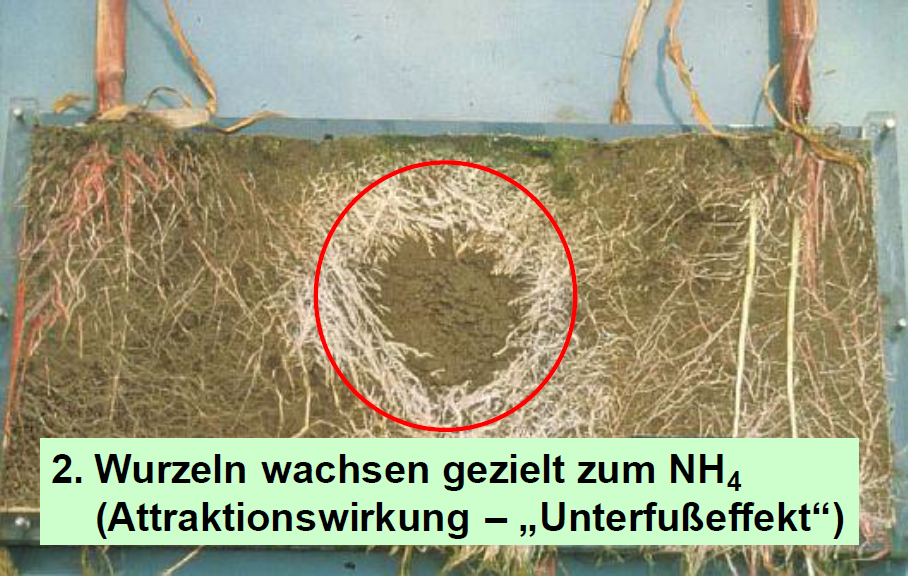 2. Wurzeln wachsen gezielt zum NH₄
(Attraktionswirkung – „Unterfußeffekt“)